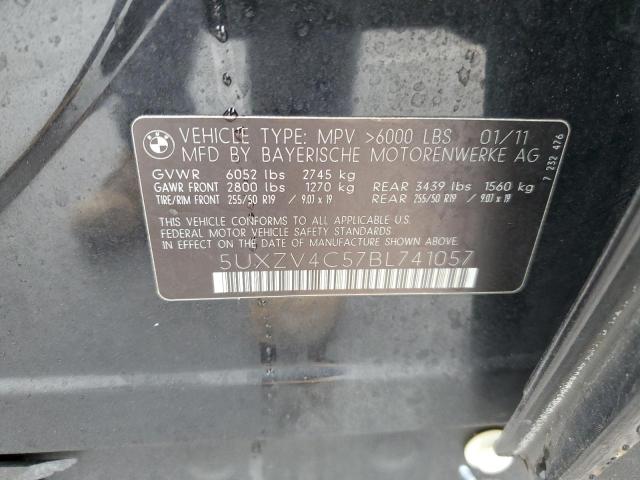 BMW
VEHICLE TYPE: MPV >6000 LBS 01/11
MFD BY BAYERISCHE MOTORENWERKE AG
GVWR 6052 lbs 2745 kg
GAWR FRONT 2800 lbs 1270 kg REAR 3439 lbs 1560 kg
TIRE/RIM FRONT 255/50 R19 / 9.0J x 19 REAR 255/50 R19 / 9.0J x 19
THIS VEHICLE CONFORMS TO ALL APPLICABLE U.S.
FEDERAL MOTOR VEHICLE SAFETY STANDARDS
IN EFFECT ON THE DATE OF MANUFACTURE SHOWN ABOVE.
5UXZV4C57BL741057
7 232 476